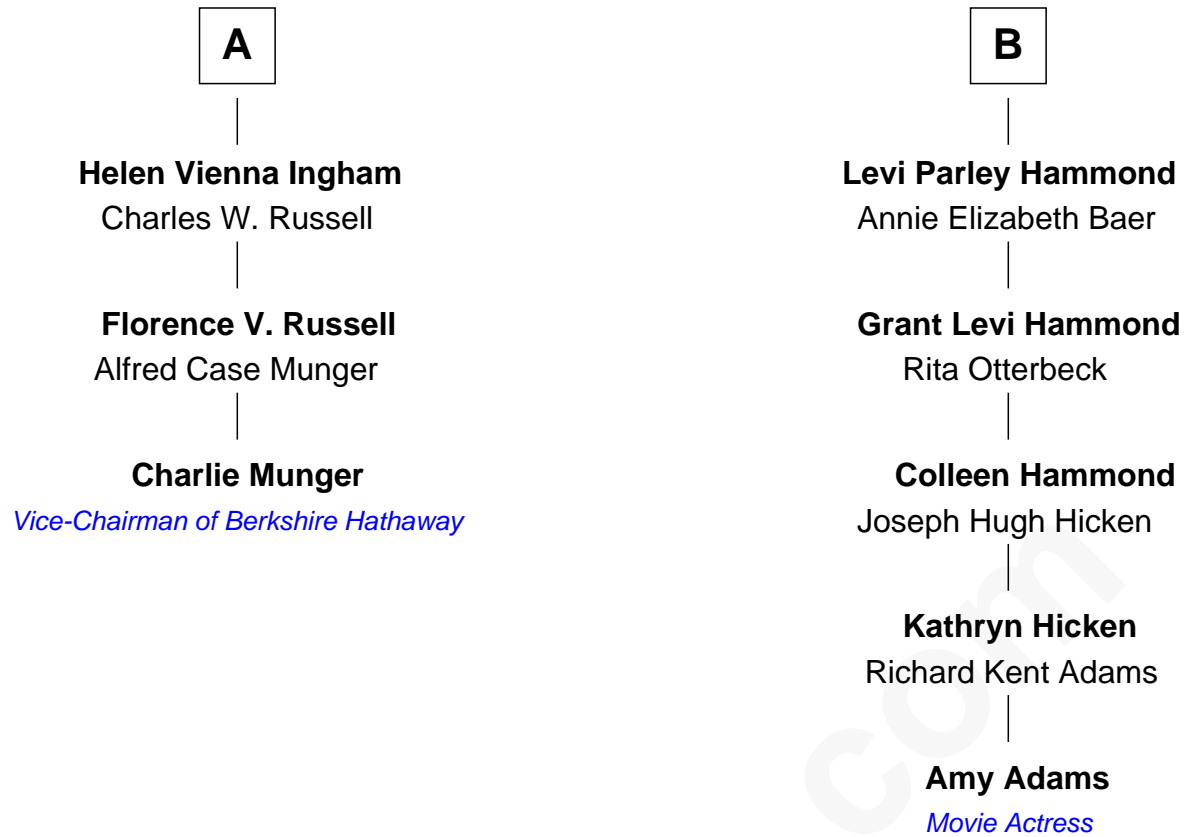 A
Helen Vienna Ingham
Charles W. Russell
Florence V. Russell
Alfred Case Munger
Charlie Munger
Vice-Chairman of Berkshire Hathaway
B
Levi Parley Hammond
Annie Elizabeth Baer
Grant Levi Hammond
Rita Otterbeck
Colleen Hammond
Joseph Hugh Hicken
Kathryn Hicken
Richard Kent Adams
Amy Adams
Movie Actress
com